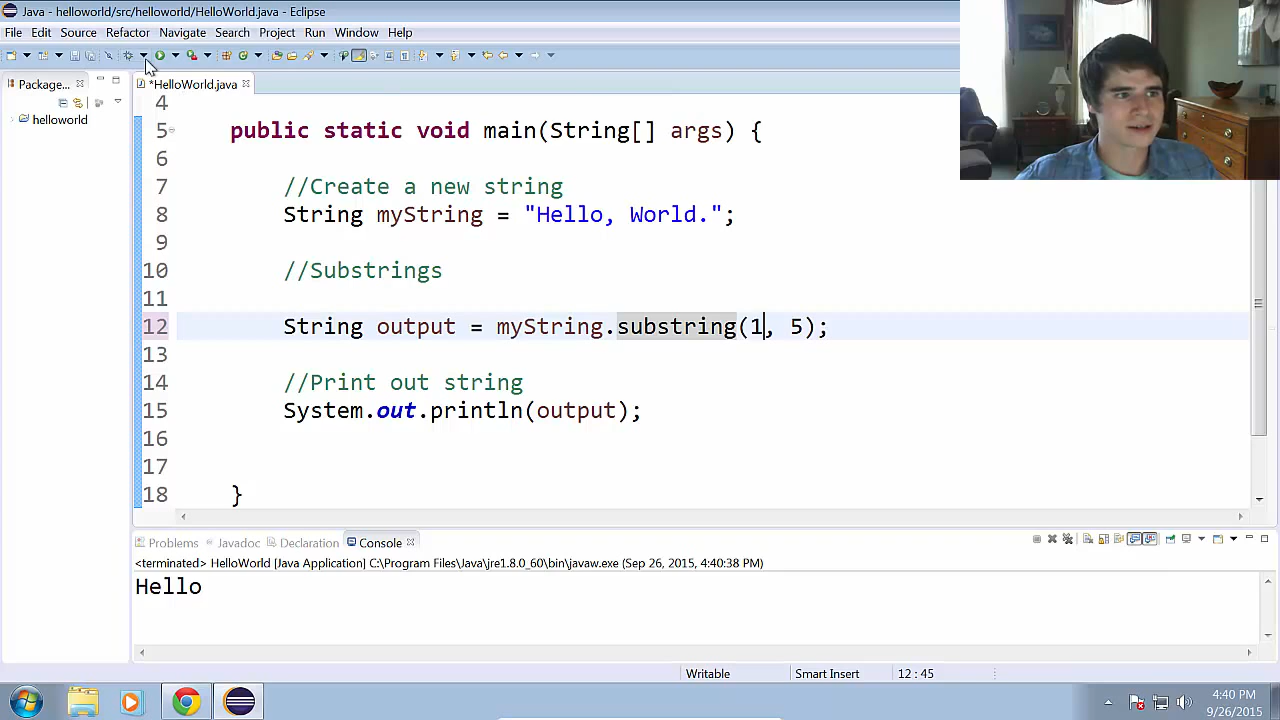 Java - helloworld/src/helloworld/HelloWorld.java - Eclipse
File Edit Source Refactor Navigate Search Project Run Window Help
Package...
*HelloWorld.java
helloworld
4
5 public static void main(String[] args) {
6
7 //Create a new string
8 String myString = "Hello, World.";
9
10 //Substrings
11
12 String output = myString.substring(1, 5);
13
14 //Print out string
15 System.out.println(output);
16
17
18 }
Problems Javadoc Declaration Console
<terminated> HelloWorld [Java Application] C:\Program Files\Java\jre1.8.0_60\bin\javaw.exe (Sep 26, 2015, 4:40:38 PM)
Hello
Writable Smart Insert 12 : 45
4:40 PM
9/26/2015